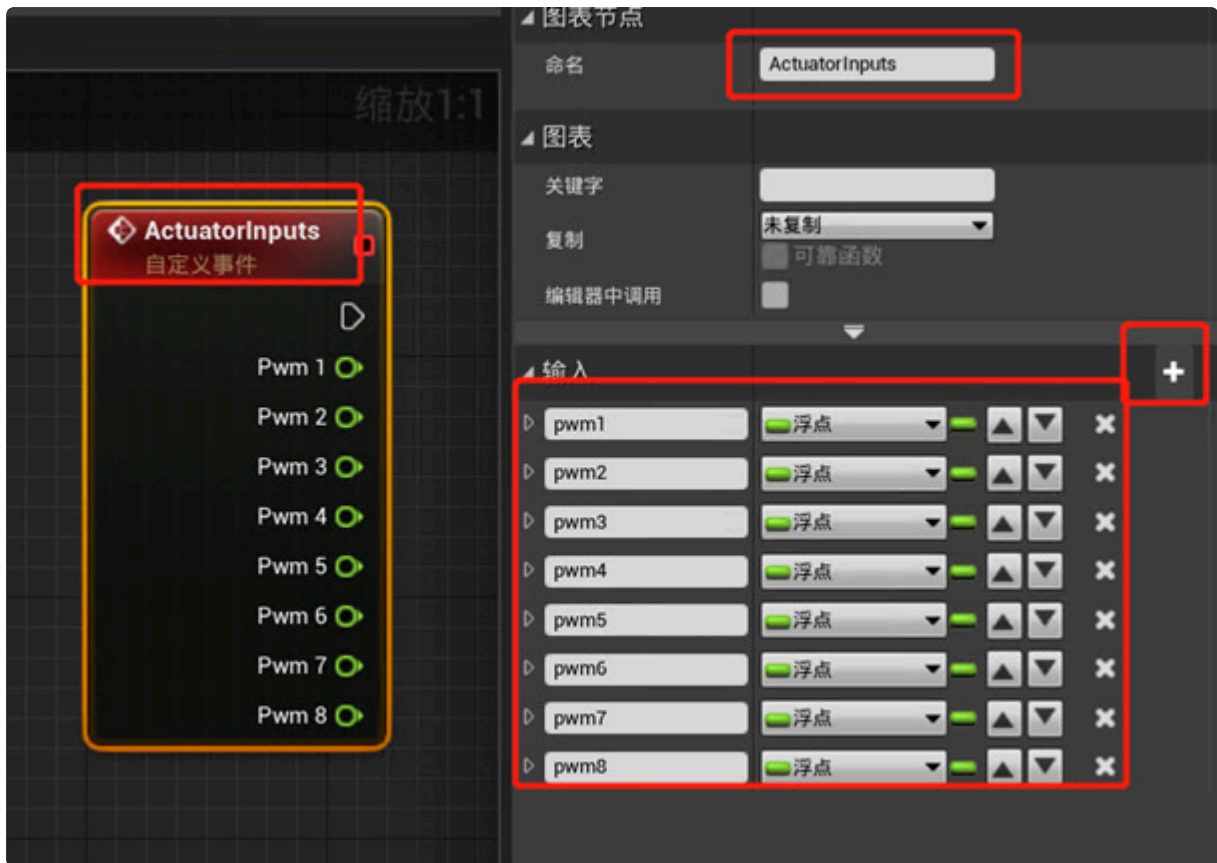 缩放1:1
ActuatorInputs
自定义事件
Pwm 1
Pwm 2
Pwm 3
Pwm 4
Pwm 5
Pwm 6
Pwm 7
Pwm 8
图表节点
命名 ActuatorInputs
图表
关键字
复制 未复制
可靠函数
编辑器中调用
输入
pwm1 浮点
pwm2 浮点
pwm3 浮点
pwm4 浮点
pwm5 浮点
pwm6 浮点
pwm7 浮点
pwm8 浮点